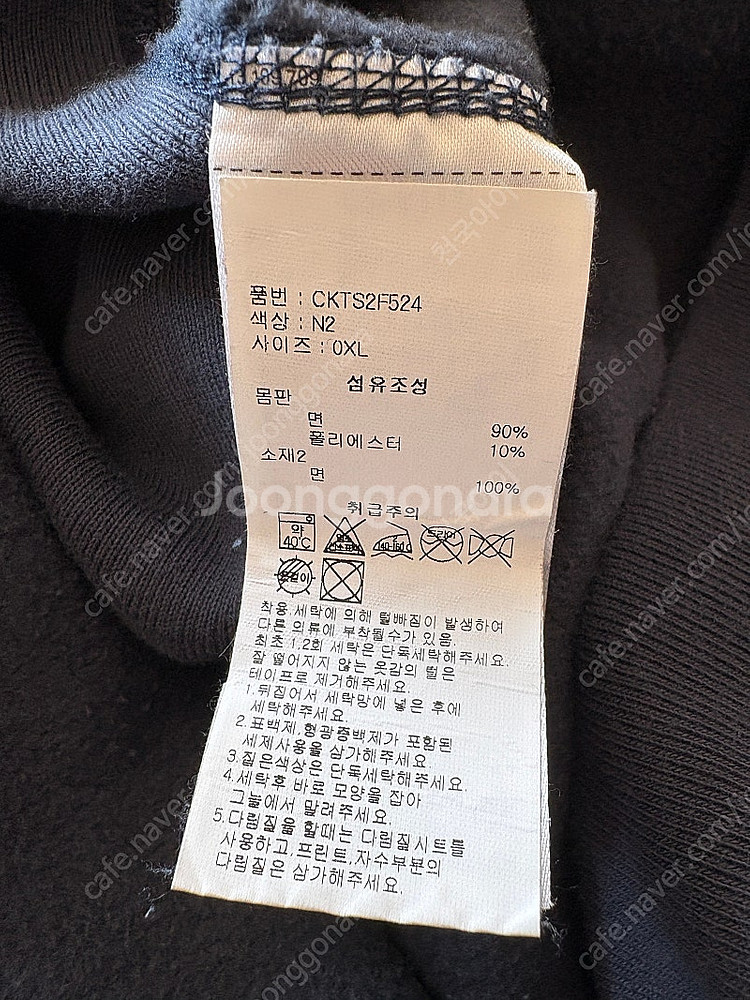 품번 : CKTS2F524
색상 : N2
사이즈 : 0XL
섬유조성
몸판
면 90%
폴리에스터 10%
소재2
면 100%
Joonggonara
취급주의
약
40℃
드라이
착용.세탁에 의해 털빠짐이 발생하여
다른 의류에 부착될수가 있음.
최초 1,2회 세탁은 단독세탁해주세요.
잘 떨어지지 않는 옷감의 털은
테이프로 제거해주세요.
1.뒤집어서 세탁망에 넣은 후에
세탁해주세요.
2.표백제,형광증백제가 포함된
세제사용을 삼가해주세요.
3.짙은색상은 단독세탁해주세요.
4.세탁후 바로 모양을 잡아
그늘에서 말려주세요.
5.다림질을 할때는 다림질시트를
사용하고,프린트,자수부분의
다림질은 삼가해주세요.